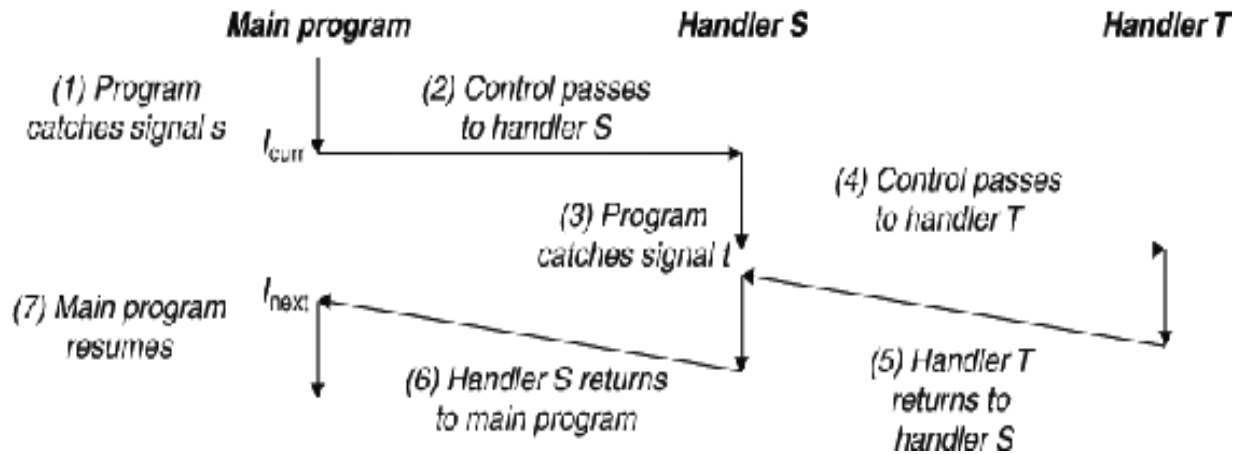 Main program
Handler S
Handler T
(1) Program
catches signal s
(2) Control passes
to handler S
Icurr
(3) Program
catches signal t
(4) Control passes
to handler T
Inext
(7) Main program
resumes
(6) Handler S returns
to main program
(5) Handler T
returns to
handler S